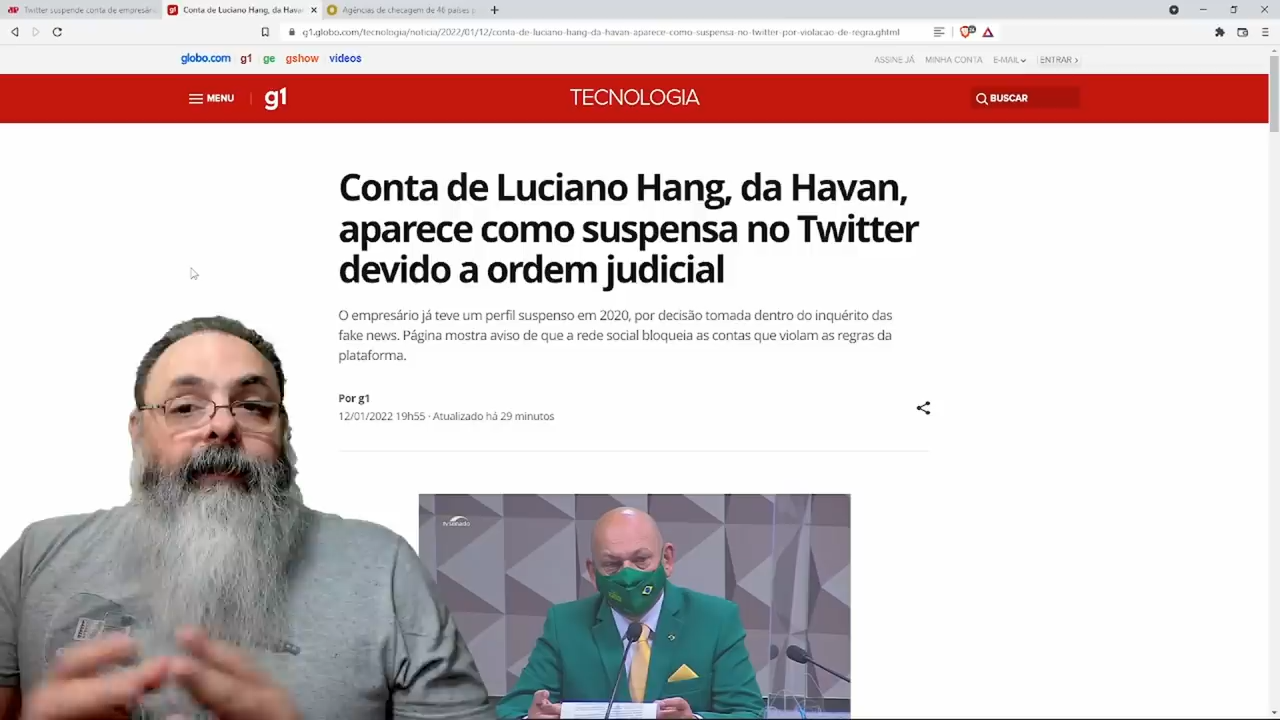 Twitter suspende conta de empresári
Conta de Luciano Hang, da Hava
Agências de checagem de 46 países p
g1.globo.com/tecnologia/noticia/2022/01/12/conta-de-luciano-hang-da-havan-aparece-como-suspensa-no-twitter-por-violacao-de-regra.ghtml
globo.com g1 ge gshow vídeos
ASSINE JÁ MINHA CONTA E-MAIL ENTRAR
MENU g1 TECNOLOGIA BUSCAR
Conta de Luciano Hang, da Havan,
aparece como suspensa no Twitter
devido a ordem judicial
O empresário já teve um perfil suspenso em 2020, por decisão tomada dentro do inquérito das
fake news. Página mostra aviso de que a rede social bloqueia as contas que violam as regras da
plataforma.
Por g1
12/01/2022 19h55 · Atualizado há 29 minutos
tv senado